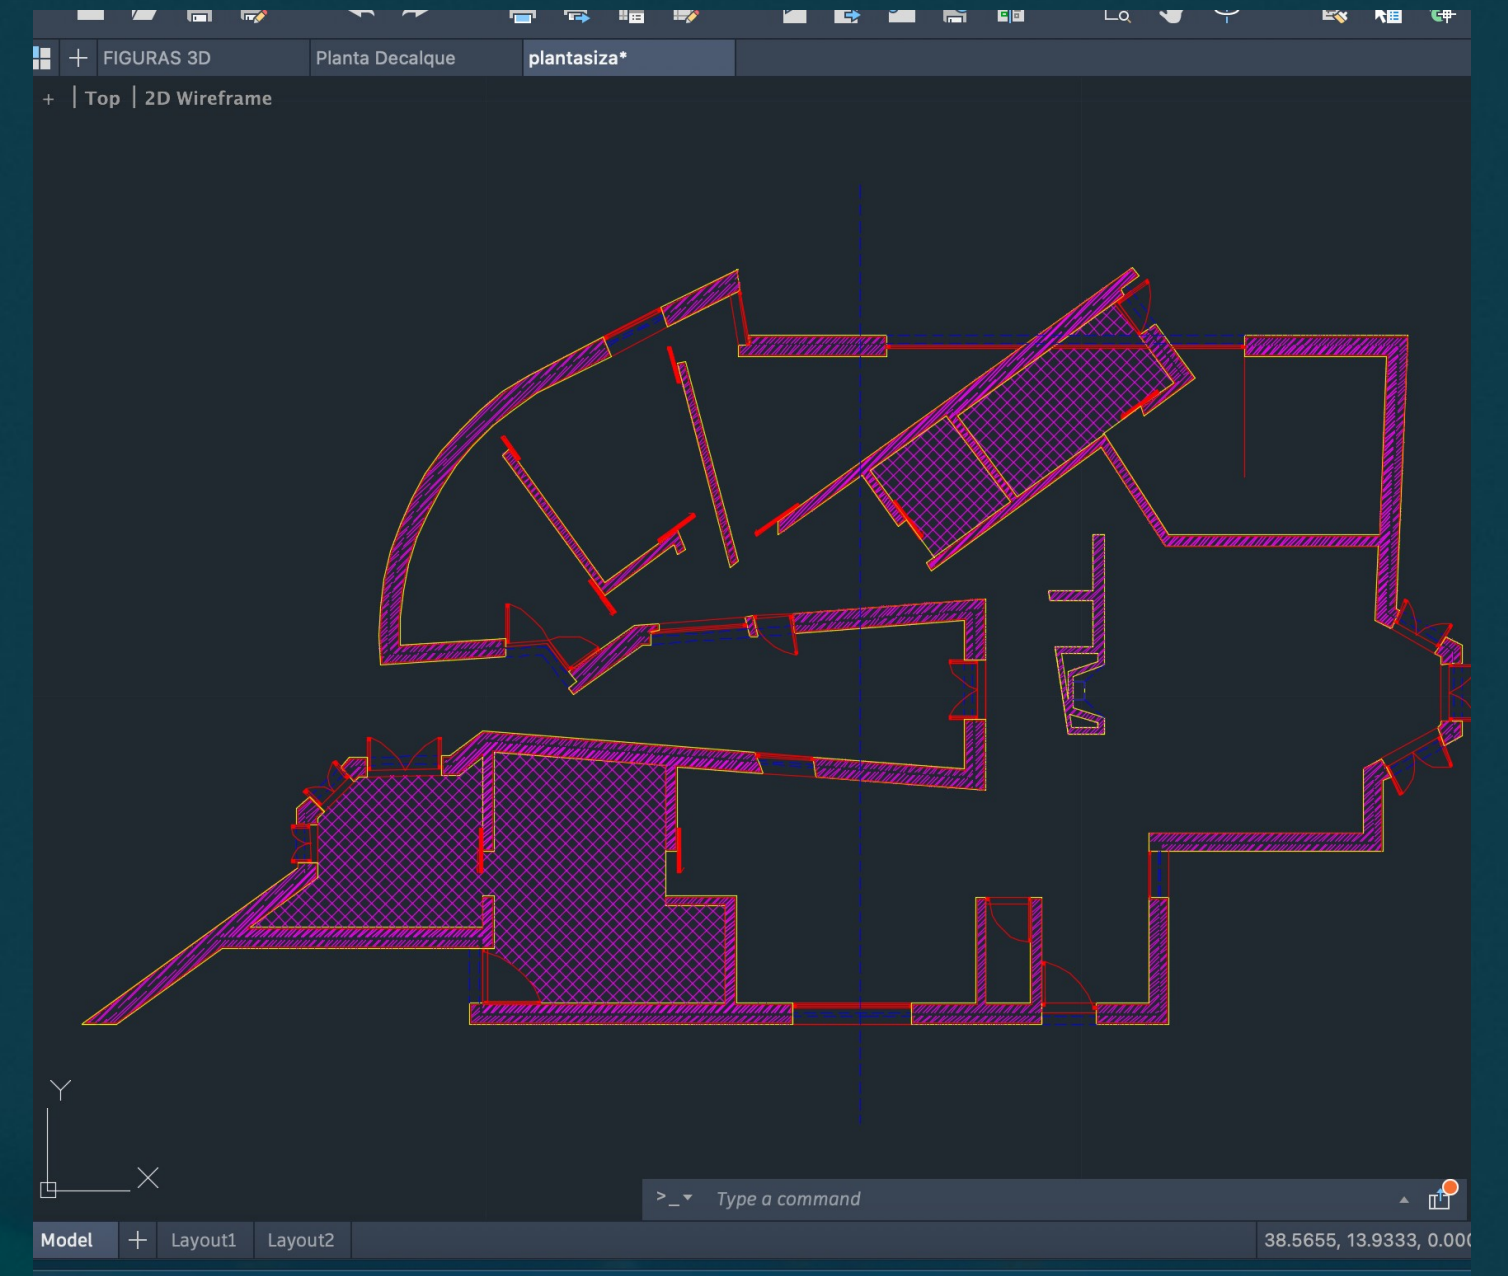 FIGURAS 3D
Planta Decalque
plantasiza*
+ | Top | 2D Wireframe
Y
X
>_ Type a command
Model + Layout1 Layout2
38.5655, 13.9333, 0.000